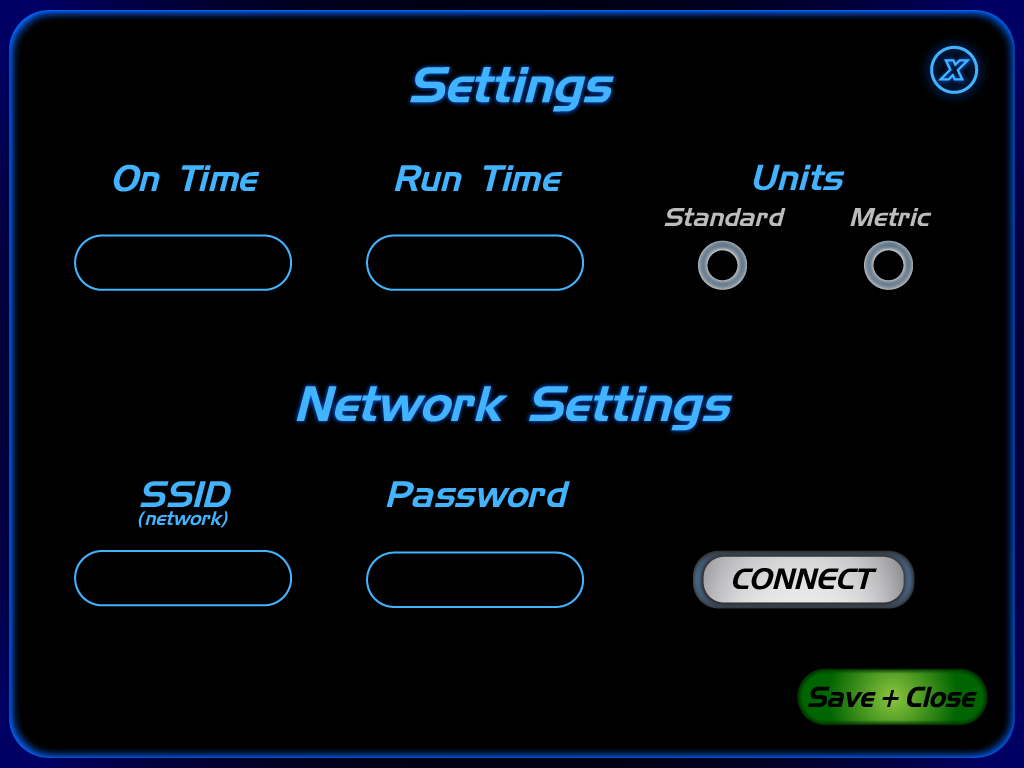 Settings
X
On Time
Run Time
Units
Standard
Metric
Network Settings
SSID
(network)
Password
CONNECT
Save + Close